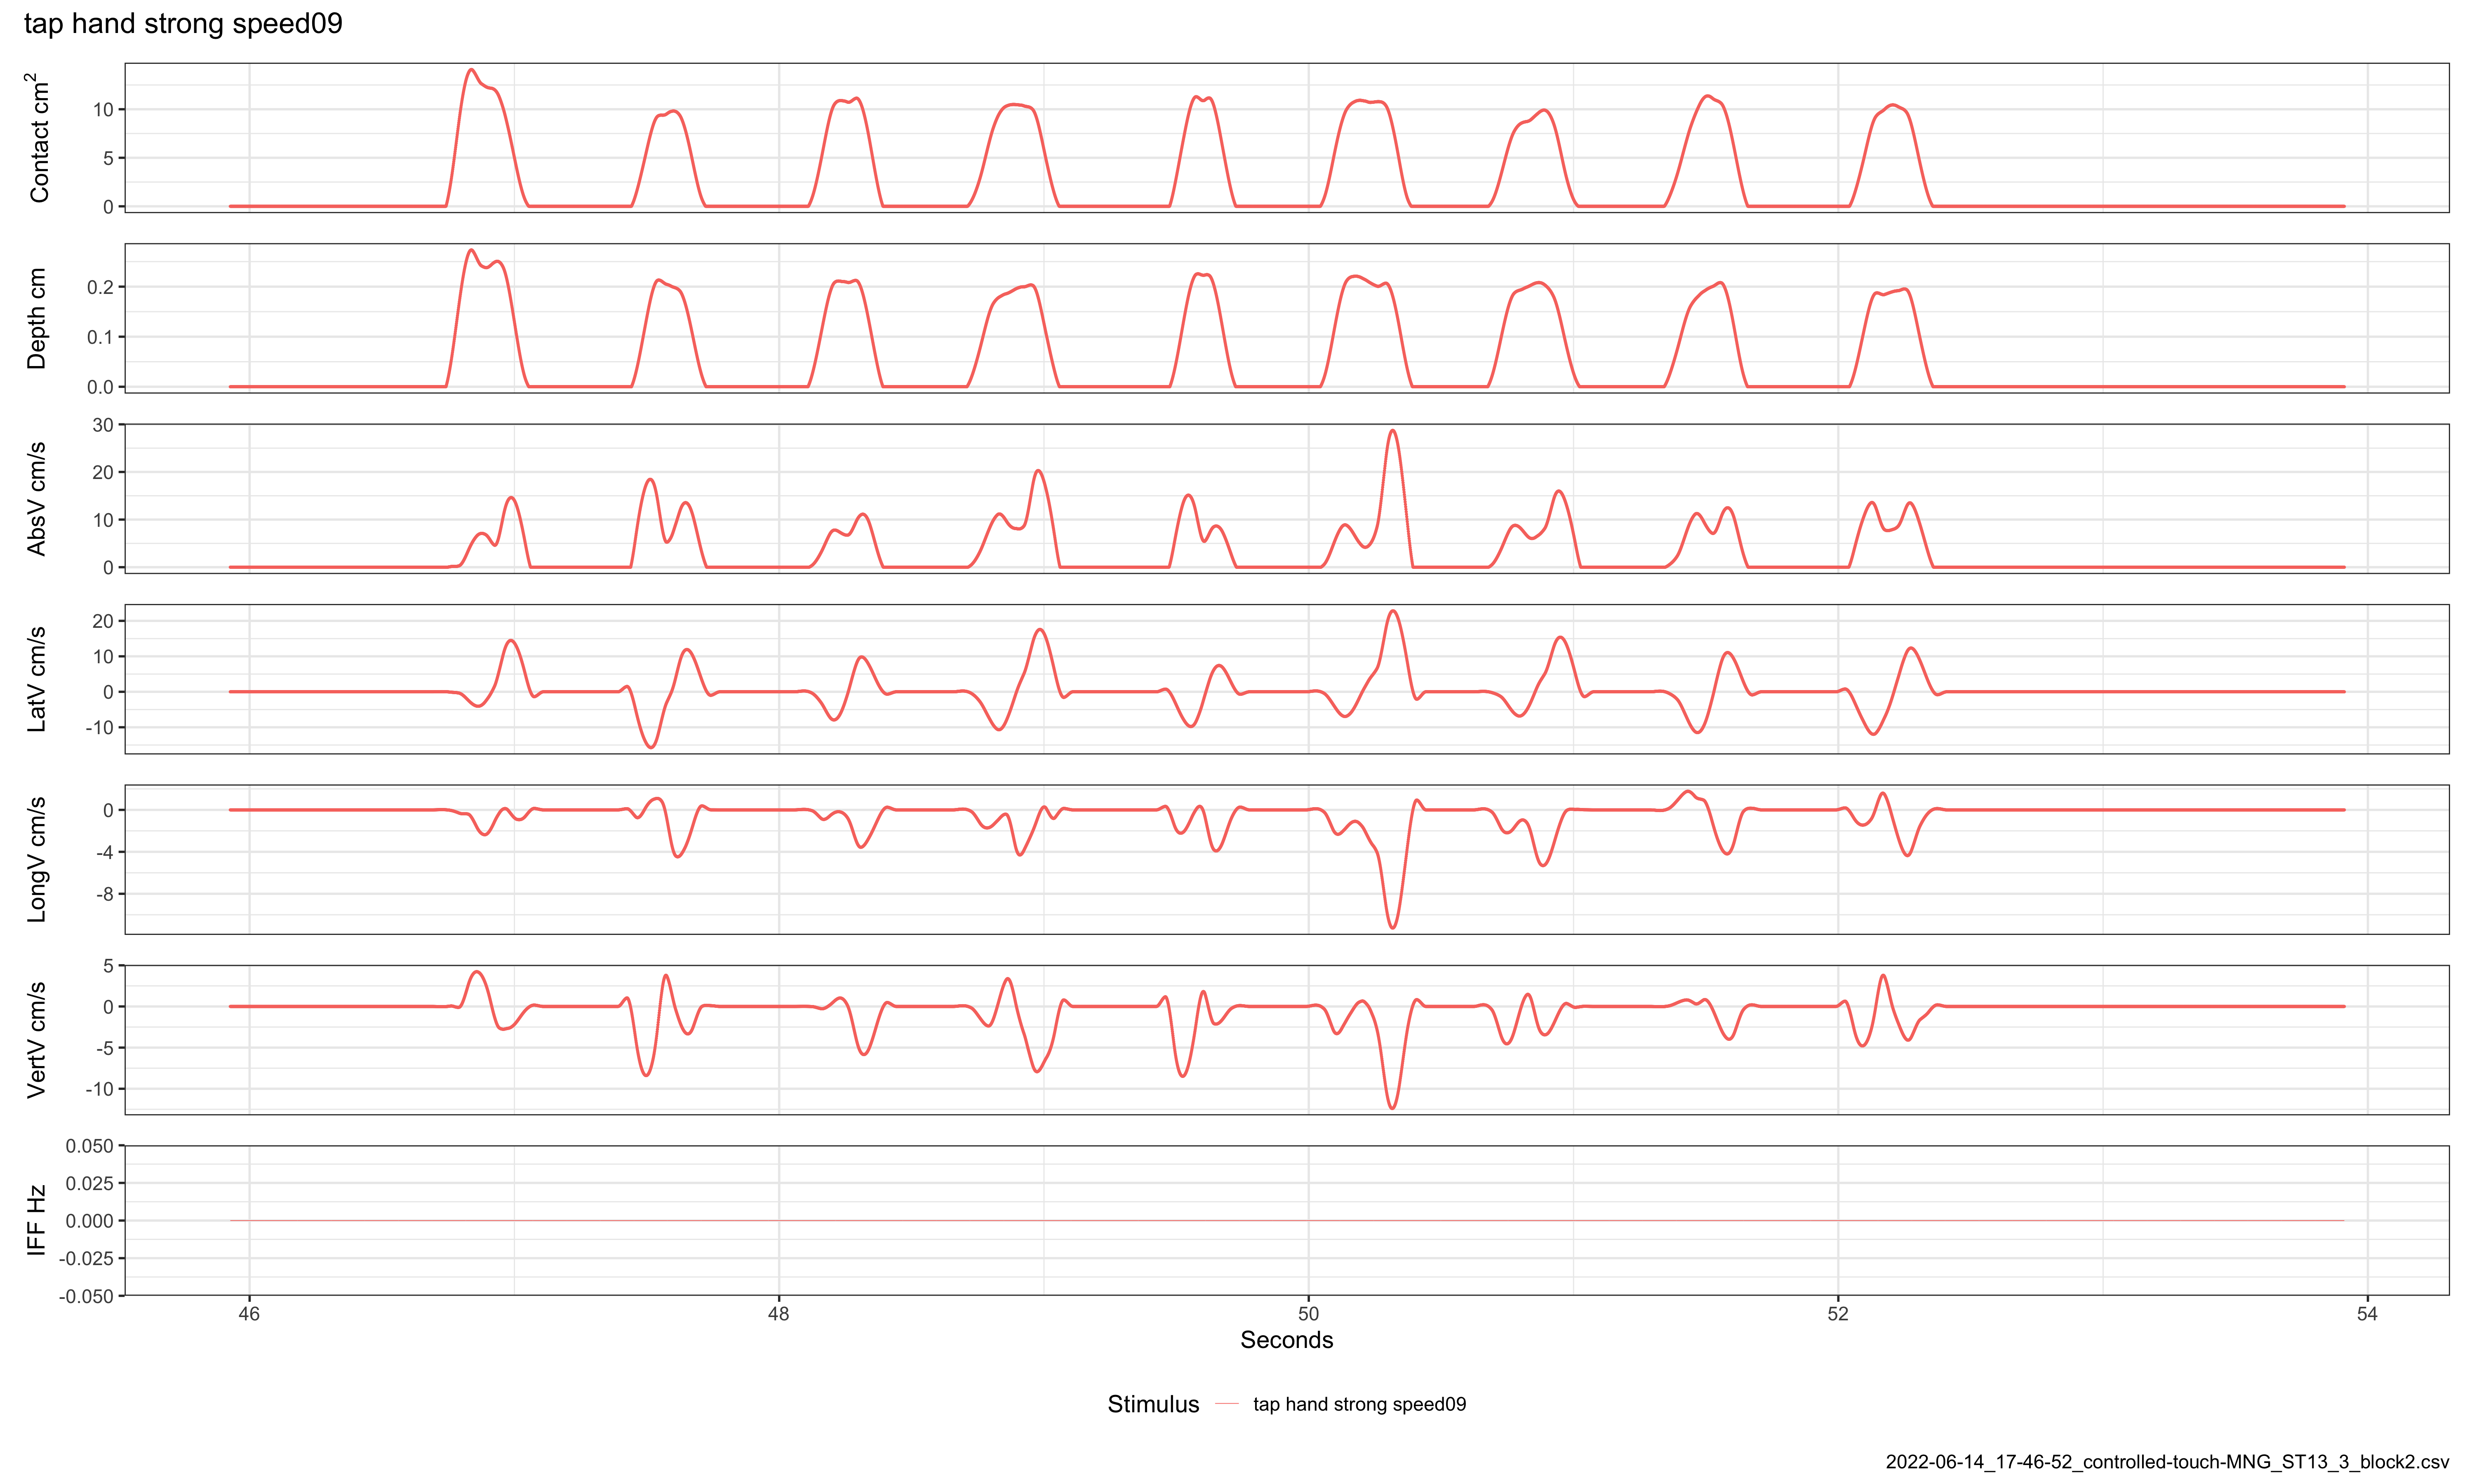 tap hand strong speed09
Contact cm²
10
5
0
Depth cm
0.2
0.1
0.0
AbsV cm/s
30
20
10
0
LatV cm/s
20
10
0
-10
LongV cm/s
0
-4
-8
VertV cm/s
5
0
-5
-10
IFF Hz
0.050
0.025
0.000
-0.025
-0.050
46 48 50 52 54
Seconds
Stimulus tap hand strong speed09
2022-06-14_17-46-52_controlled-touch-MNG_ST13_3_block2.csv